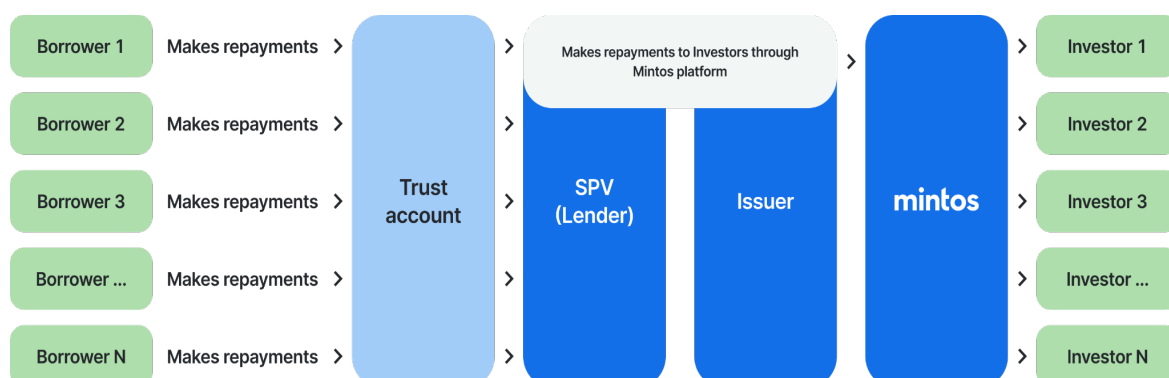 Borrower 1 Makes repayments
Makes repayments to Investors through
Mintos platform
Investor 1
Borrower 2 Makes repayments
Investor 2
Borrower 3 Makes repayments
Trust
account
SPV
(Lender)
Issuer
mintos
Investor 3
Borrower ... Makes repayments
Investor ...
Borrower N Makes repayments
Investor N